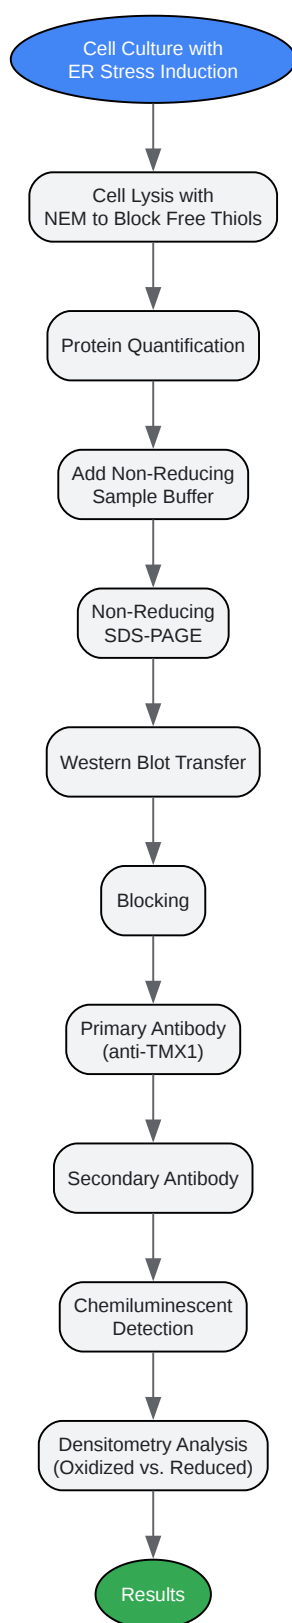 Cell Culture with
ER Stress Induction
Cell Lysis with
NEM to Block Free Thiols
Protein Quantification
Add Non-Reducing
Sample Buffer
Non-Reducing
SDS-PAGE
Western Blot Transfer
Blocking
Primary Antibody
(anti-TMX1)
Secondary Antibody
Chemiluminescent
Detection
Densitometry Analysis
(Oxidized vs. Reduced)
Results